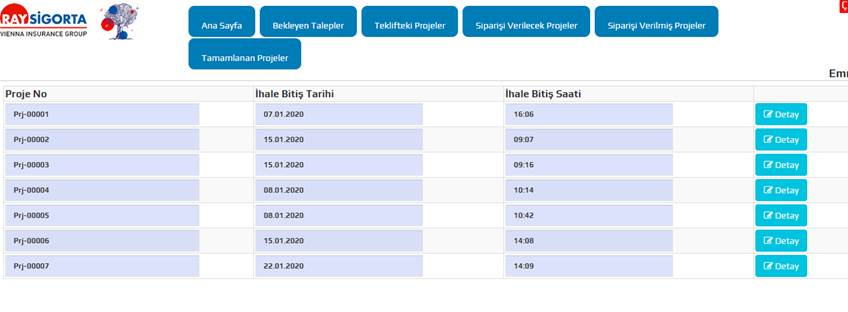 RAY SİGORTA
VIENNA INSURANCE GROUP
Ana Sayfa Bekleyen Talepler Teklifteki Projeler Siparişi Verilecek Projeler Siparişi Verilmiş Projeler
Tamamlanan Projeler
Proje No İhale Bitiş Tarihi İhale Bitiş Saati
Prj-00001 07.01.2020 16:06 Detay
Prj-00002 15.01.2020 09:07 Detay
Prj-00003 15.01.2020 09:16 Detay
Prj-00004 08.01.2020 10:14 Detay
Prj-00005 08.01.2020 10:42 Detay
Prj-00006 15.01.2020 14:08 Detay
Prj-00007 22.01.2020 14:09 Detay